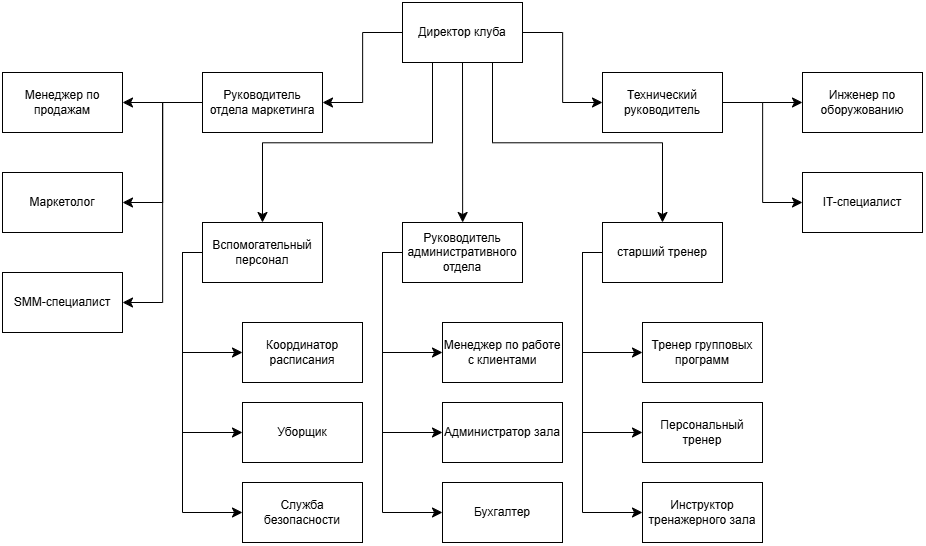 Директор клуба
Менеджер по
продажам
Руководитель
отдела маркетинга
Технический
руководитель
Инженер по
оборуованию
Маркетолог
IT-специалист
Вспомогательный
персонал
Руководитель
административного
отдела
старший тренер
SMM-специалист
Координатор
расписания
Менеджер по работе
с клиентами
Тренер групповых
программ
Уборщик
Администратор зала
Персональный
тренер
Служба
безопасности
Бухгалтер
Инструктор
тренажерного зала